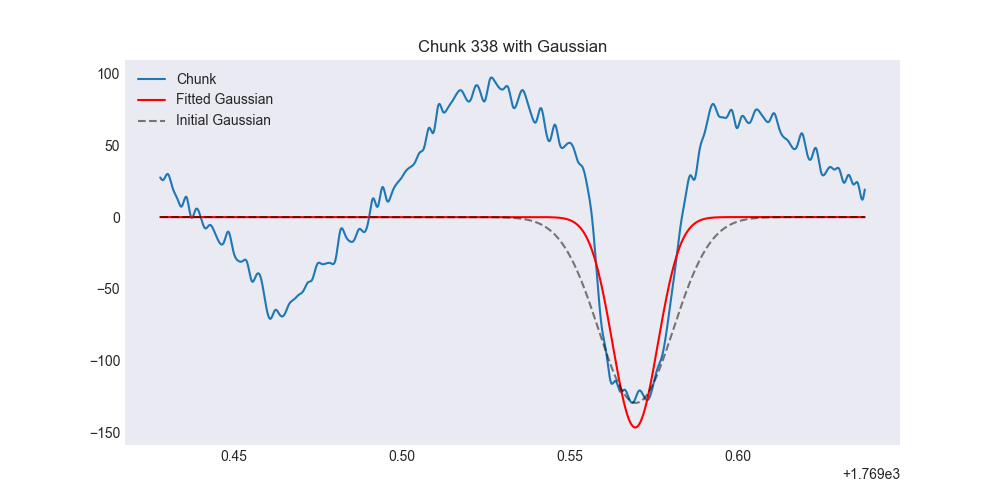 Chunk 338 with Gaussian
Chunk
Fitted Gaussian
Initial Gaussian
100
50
0
−50
−100
−150
0.45 0.50 0.55 0.60
+1.769e3